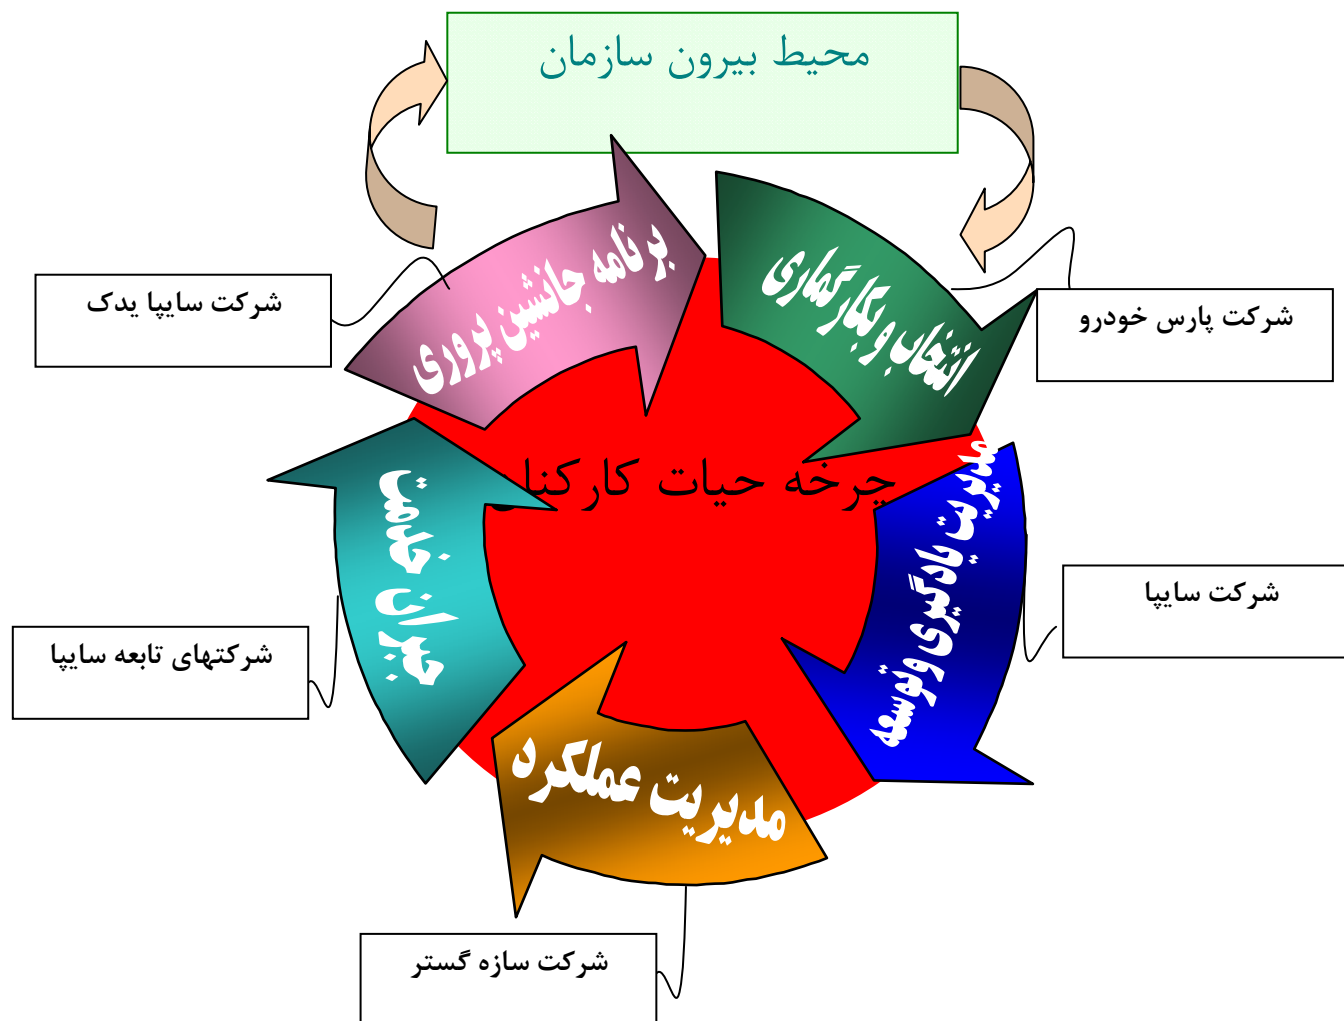 محیط بیرون سازمان
برنامه جانشین پروری
انتخاب و بکارگماری
شرکت سایپا یدک
شرکت پارس خودرو
چرخه حیات کارکنان
مدیریت یادگیری وتوسعه
جبران خدمت
شرکت سایپا
شرکتهای تابعه سایپا
مدیریت عملکرد
شرکت سازه گستر